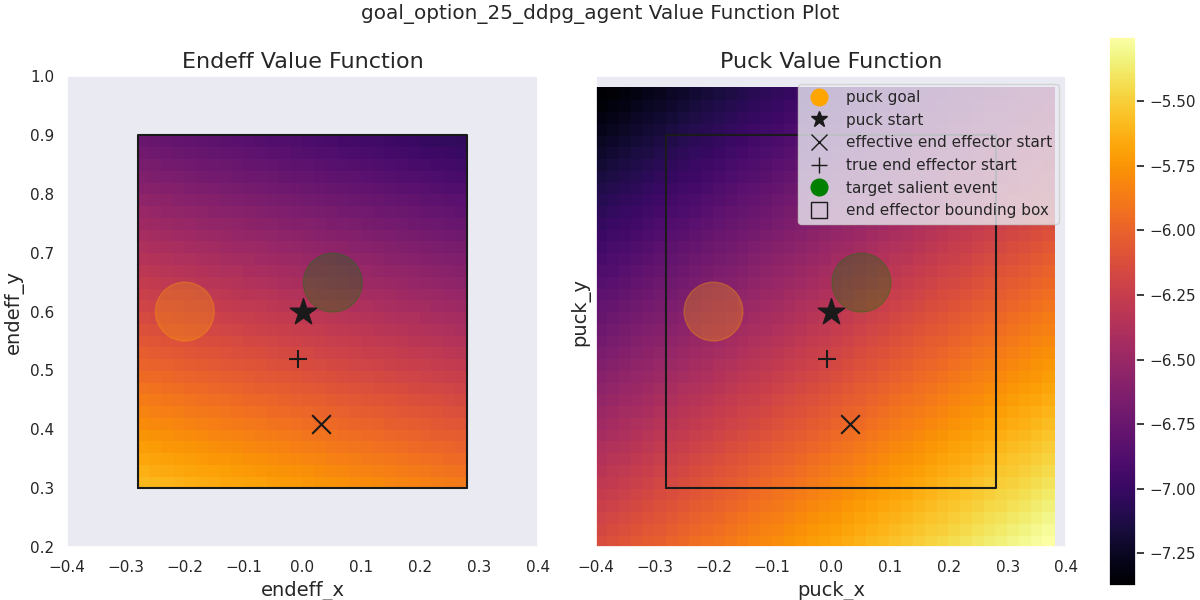 goal_option_25_ddpg_agent Value Function Plot
Endeff Value Function
Puck Value Function
1.0
0.9
0.8
0.7
0.6
0.5
0.4
0.3
0.2
endeff_y
−0.4 −0.3 −0.2 −0.1 0.0 0.1 0.2 0.3 0.4
endeff_x
puck_y
puck goal
puck start
effective end effector start
true end effector start
target salient event
end effector bounding box
−0.4 −0.3 −0.2 −0.1 0.0 0.1 0.2 0.3 0.4
puck_x
−5.50
−5.75
−6.00
−6.25
−6.50
−6.75
−7.00
−7.25